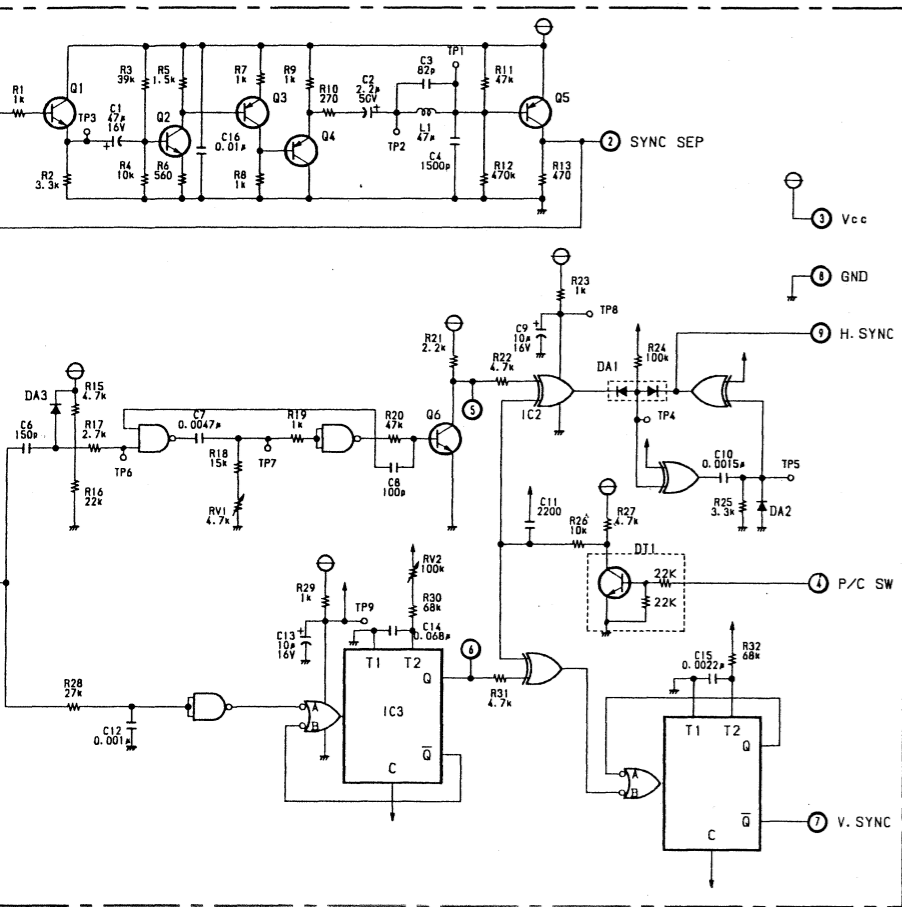 R1
1k
Q1
TP3
R2
3.3k
C1
47μ
16V
R3
39k
R4
10k
R5
1.5k
Q2
R6
560
C16
0.01μ
R7
1k
Q3
R8
1k
R9
1k
Q4
R10
270
C2
2.2μ
50V
TP2
C3
82p
L1
47μ
TP1
C4
1500p
R11
47k
R12
470k
Q5
R13
470
2 SYNC SEP
3 Vcc
8 GND
9 H.SYNC
R23
1k
TP8
C9
10μ
16V
R21
2.2k
R22
4.7k
5
IC2
DA1
R24
100k
TP4
C10
0.0015μ
TP5
R25
3.3k
DA2
DA3
R15
4.7k
C6
150p
R17
2.7k
TP6
R16
22k
C7
0.0047μ
R18
15k
RV1
4.7k
TP7
R19
1k
R20
47k
C8
100p
Q6
C11
2200
R26
10k
R27
4.7k
DT1
22K
22K
4 P/C SW
R29
1k
TP9
C13
10μ
16V
RV2
100k
R30
68k
C14
0.068μ
T1 T2
Q
IC3
Q̅
C
A
B
6
R31
4.7k
R28
27k
C12
0.001μ
C15
0.0022μ
R32
68k
T1 T2
Q
A
B
Q̅
C
7 V.SYNC